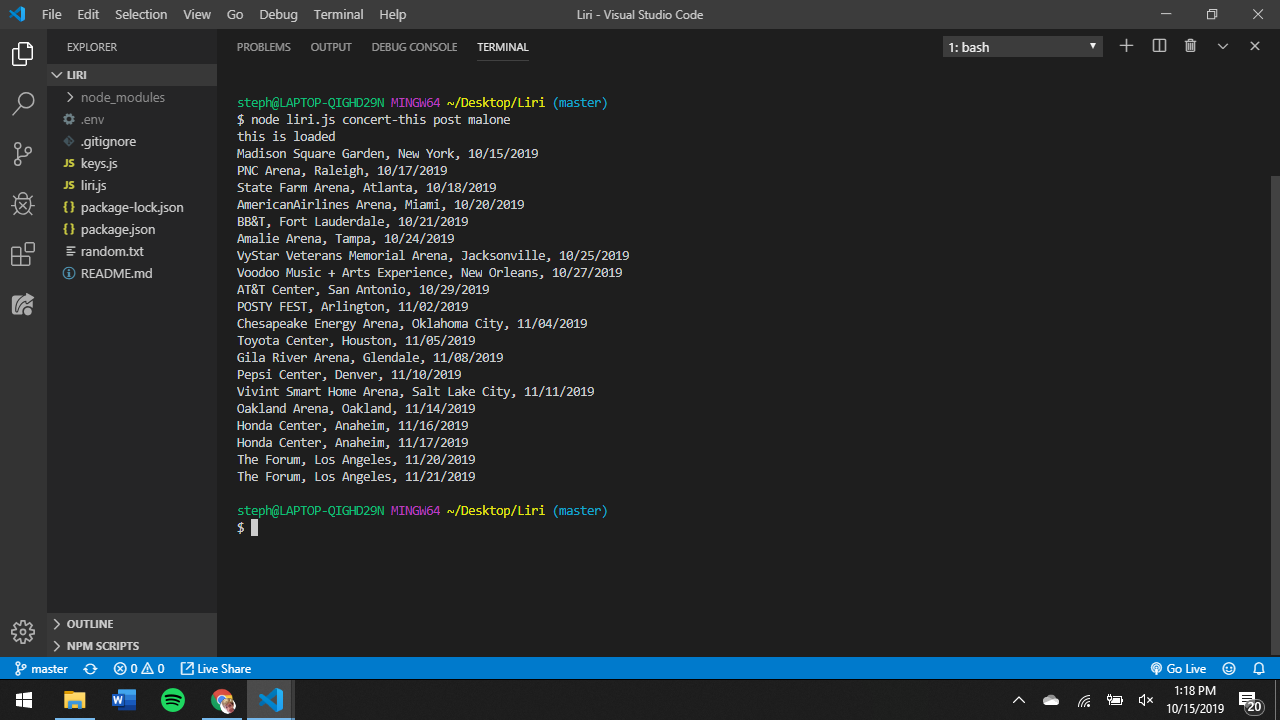 File Edit Selection View Go Debug Terminal Help
Liri - Visual Studio Code
EXPLORER
LIRI
node_modules
.env
.gitignore
JS keys.js
JS liri.js
{} package-lock.json
{} package.json
random.txt
README.md
OUTLINE
NPM SCRIPTS
PROBLEMS OUTPUT DEBUG CONSOLE TERMINAL
1: bash
steph@LAPTOP-QIGHD29N MINGW64 ~/Desktop/Liri (master)
$ node liri.js concert-this post malone
this is loaded
Madison Square Garden, New York, 10/15/2019
PNC Arena, Raleigh, 10/17/2019
State Farm Arena, Atlanta, 10/18/2019
AmericanAirlines Arena, Miami, 10/20/2019
BB&T, Fort Lauderdale, 10/21/2019
Amalie Arena, Tampa, 10/24/2019
VyStar Veterans Memorial Arena, Jacksonville, 10/25/2019
Voodoo Music + Arts Experience, New Orleans, 10/27/2019
AT&T Center, San Antonio, 10/29/2019
POSTY FEST, Arlington, 11/02/2019
Chesapeake Energy Arena, Oklahoma City, 11/04/2019
Toyota Center, Houston, 11/05/2019
Gila River Arena, Glendale, 11/08/2019
Pepsi Center, Denver, 11/10/2019
Vivint Smart Home Arena, Salt Lake City, 11/11/2019
Oakland Arena, Oakland, 11/14/2019
Honda Center, Anaheim, 11/16/2019
Honda Center, Anaheim, 11/17/2019
The Forum, Los Angeles, 11/20/2019
The Forum, Los Angeles, 11/21/2019
steph@LAPTOP-QIGHD29N MINGW64 ~/Desktop/Liri (master)
$
master 0 0 Live Share
Go Live
W
1:18 PM
10/15/2019
20